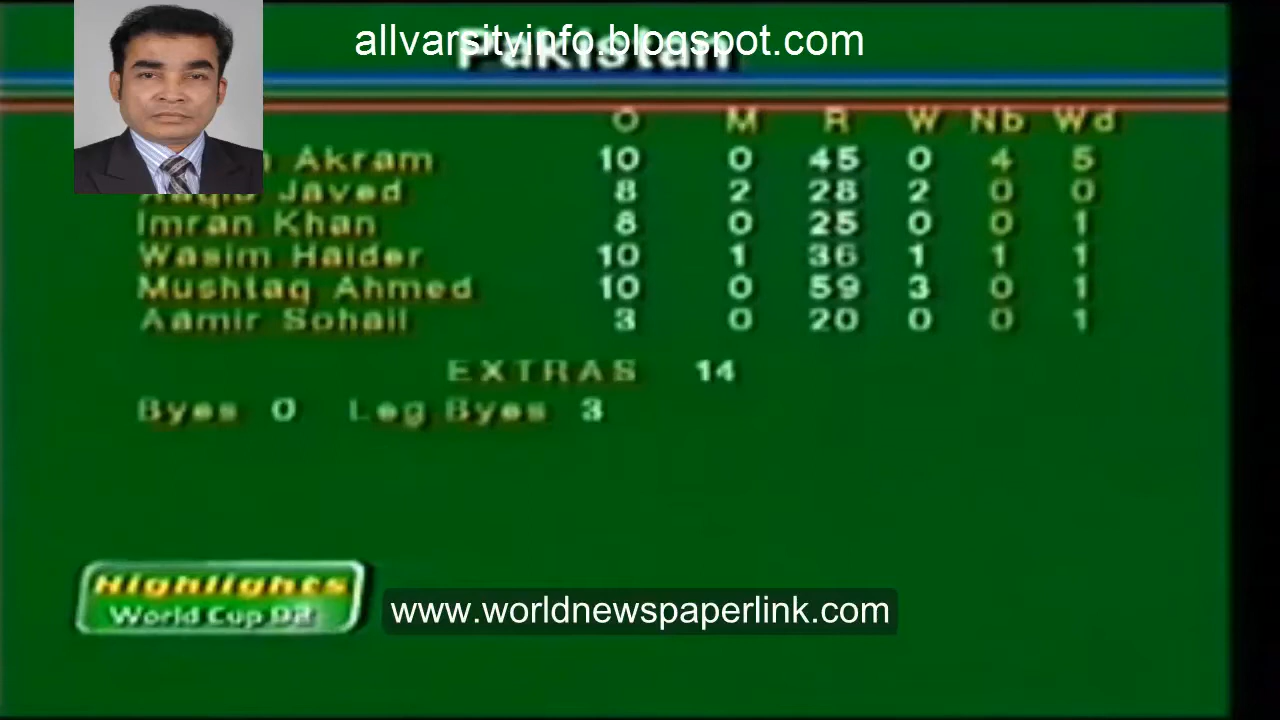 allvarsityinfo.blogspot.com
Pakistan
O M R W Nb Wd
Akram 10 0 45 0 4 5
Aaqib Javed 8 2 28 2 0 0
Imran Khan 8 0 25 0 0 1
Wasim Haider 10 1 36 1 1 1
Mushtaq Ahmed 10 0 59 3 0 1
Aamir Sohail 3 0 20 0 0 1
EXTRAS 14
Byes 0 Leg Byes 3
Highlights
World Cup 92
www.worldnewspaperlink.com